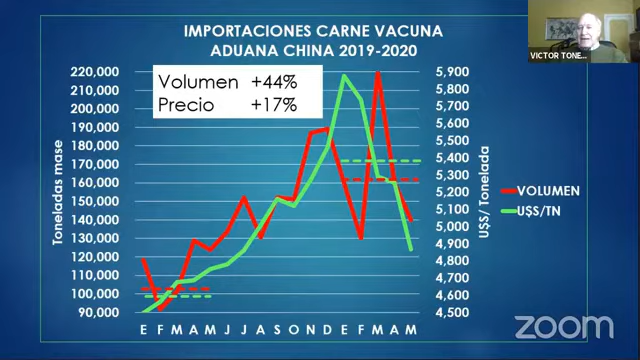 IMPORTACIONES CARNE VACUNA
ADUANA CHINA 2019-2020
VICTOR TONE...
Volumen +44%
Precio +17%
220,000
210,000
200,000
190,000
180,000
170,000
160,000
150,000
140,000
130,000
120,000
110,000
100,000
90,000
Toneladas mase
5,900
5,800
5,700
5,600
5,500
5,400
5,300
5,200
5,100
5,000
4,900
4,800
4,700
4,600
4,500
U$S/ Tonelada
VOLUMEN
U$S/TN
E F M A M J J A S O N D E F M A M
zoom